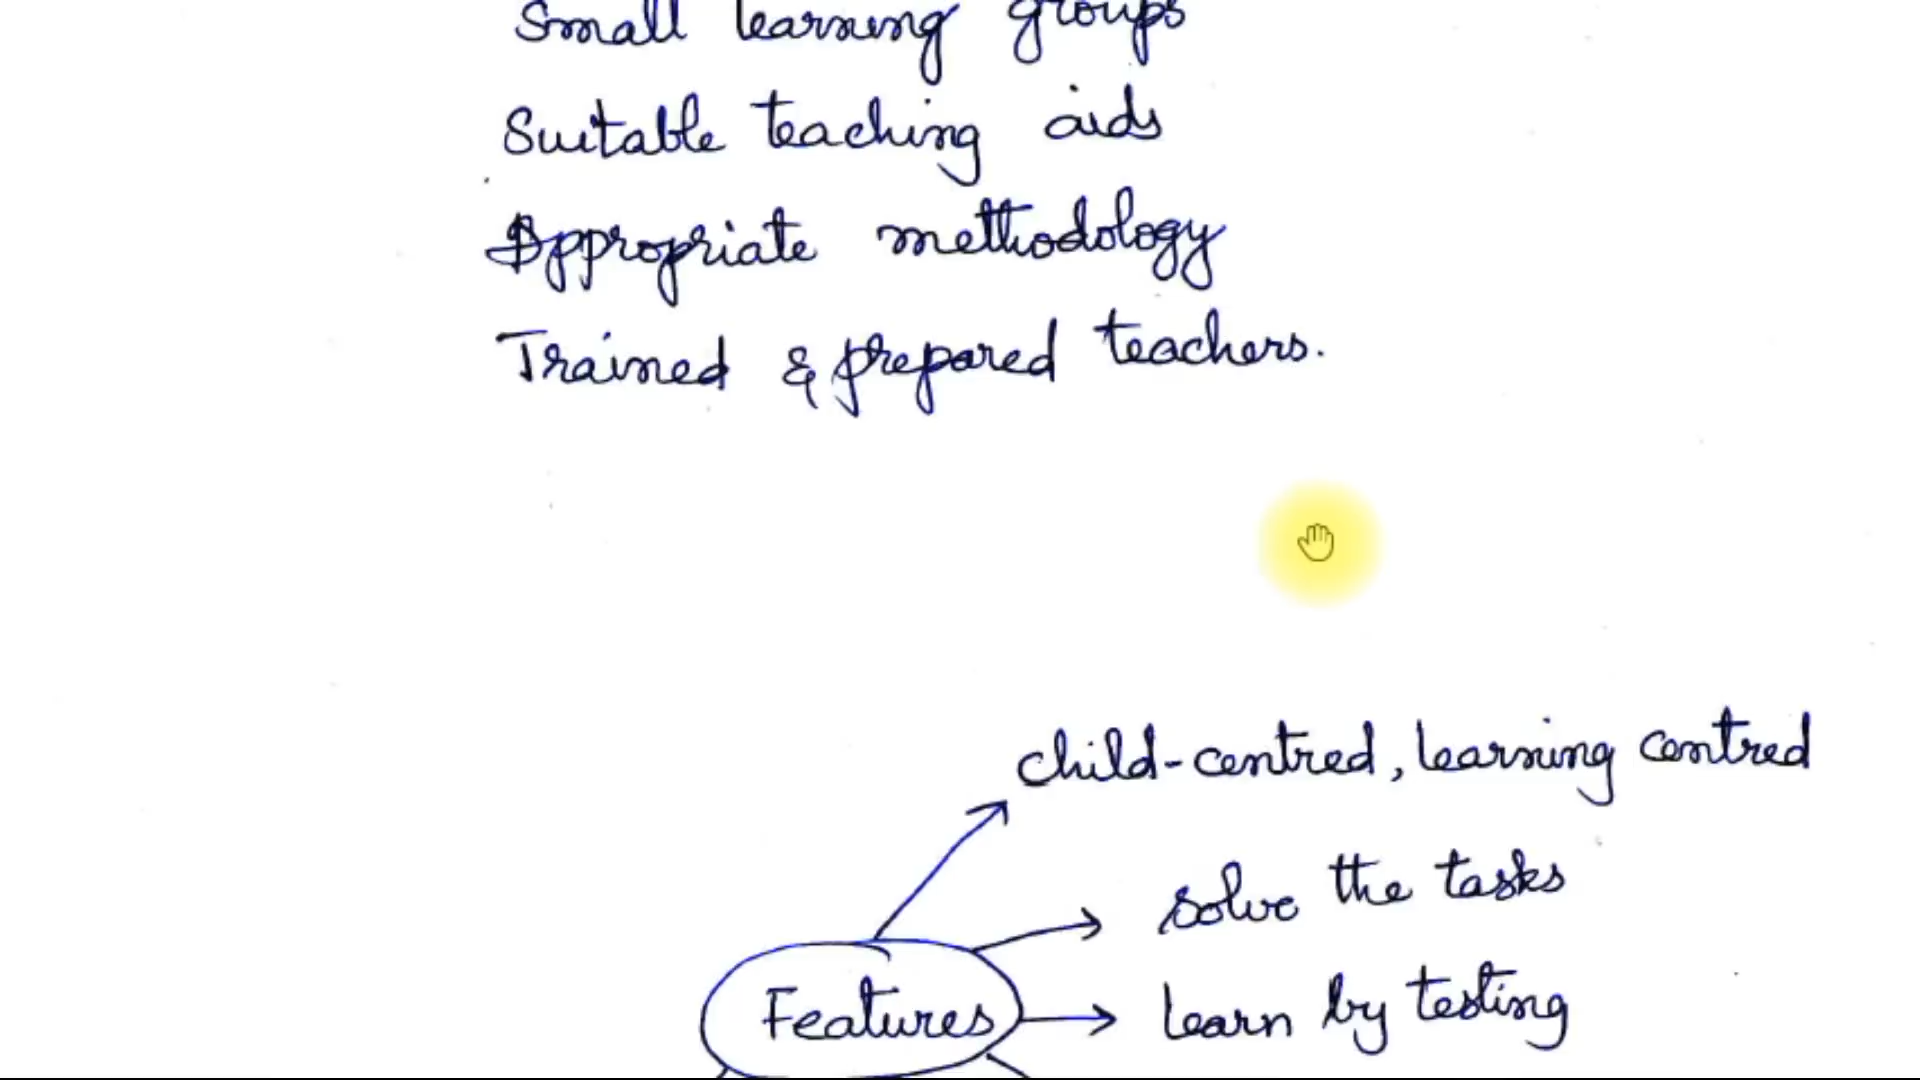 Small learning groups
Suitable teaching aids
Appropriate methodology
Trained & prepared teachers.
child-centred, learning centred
solve the tasks
Features
learn by testing